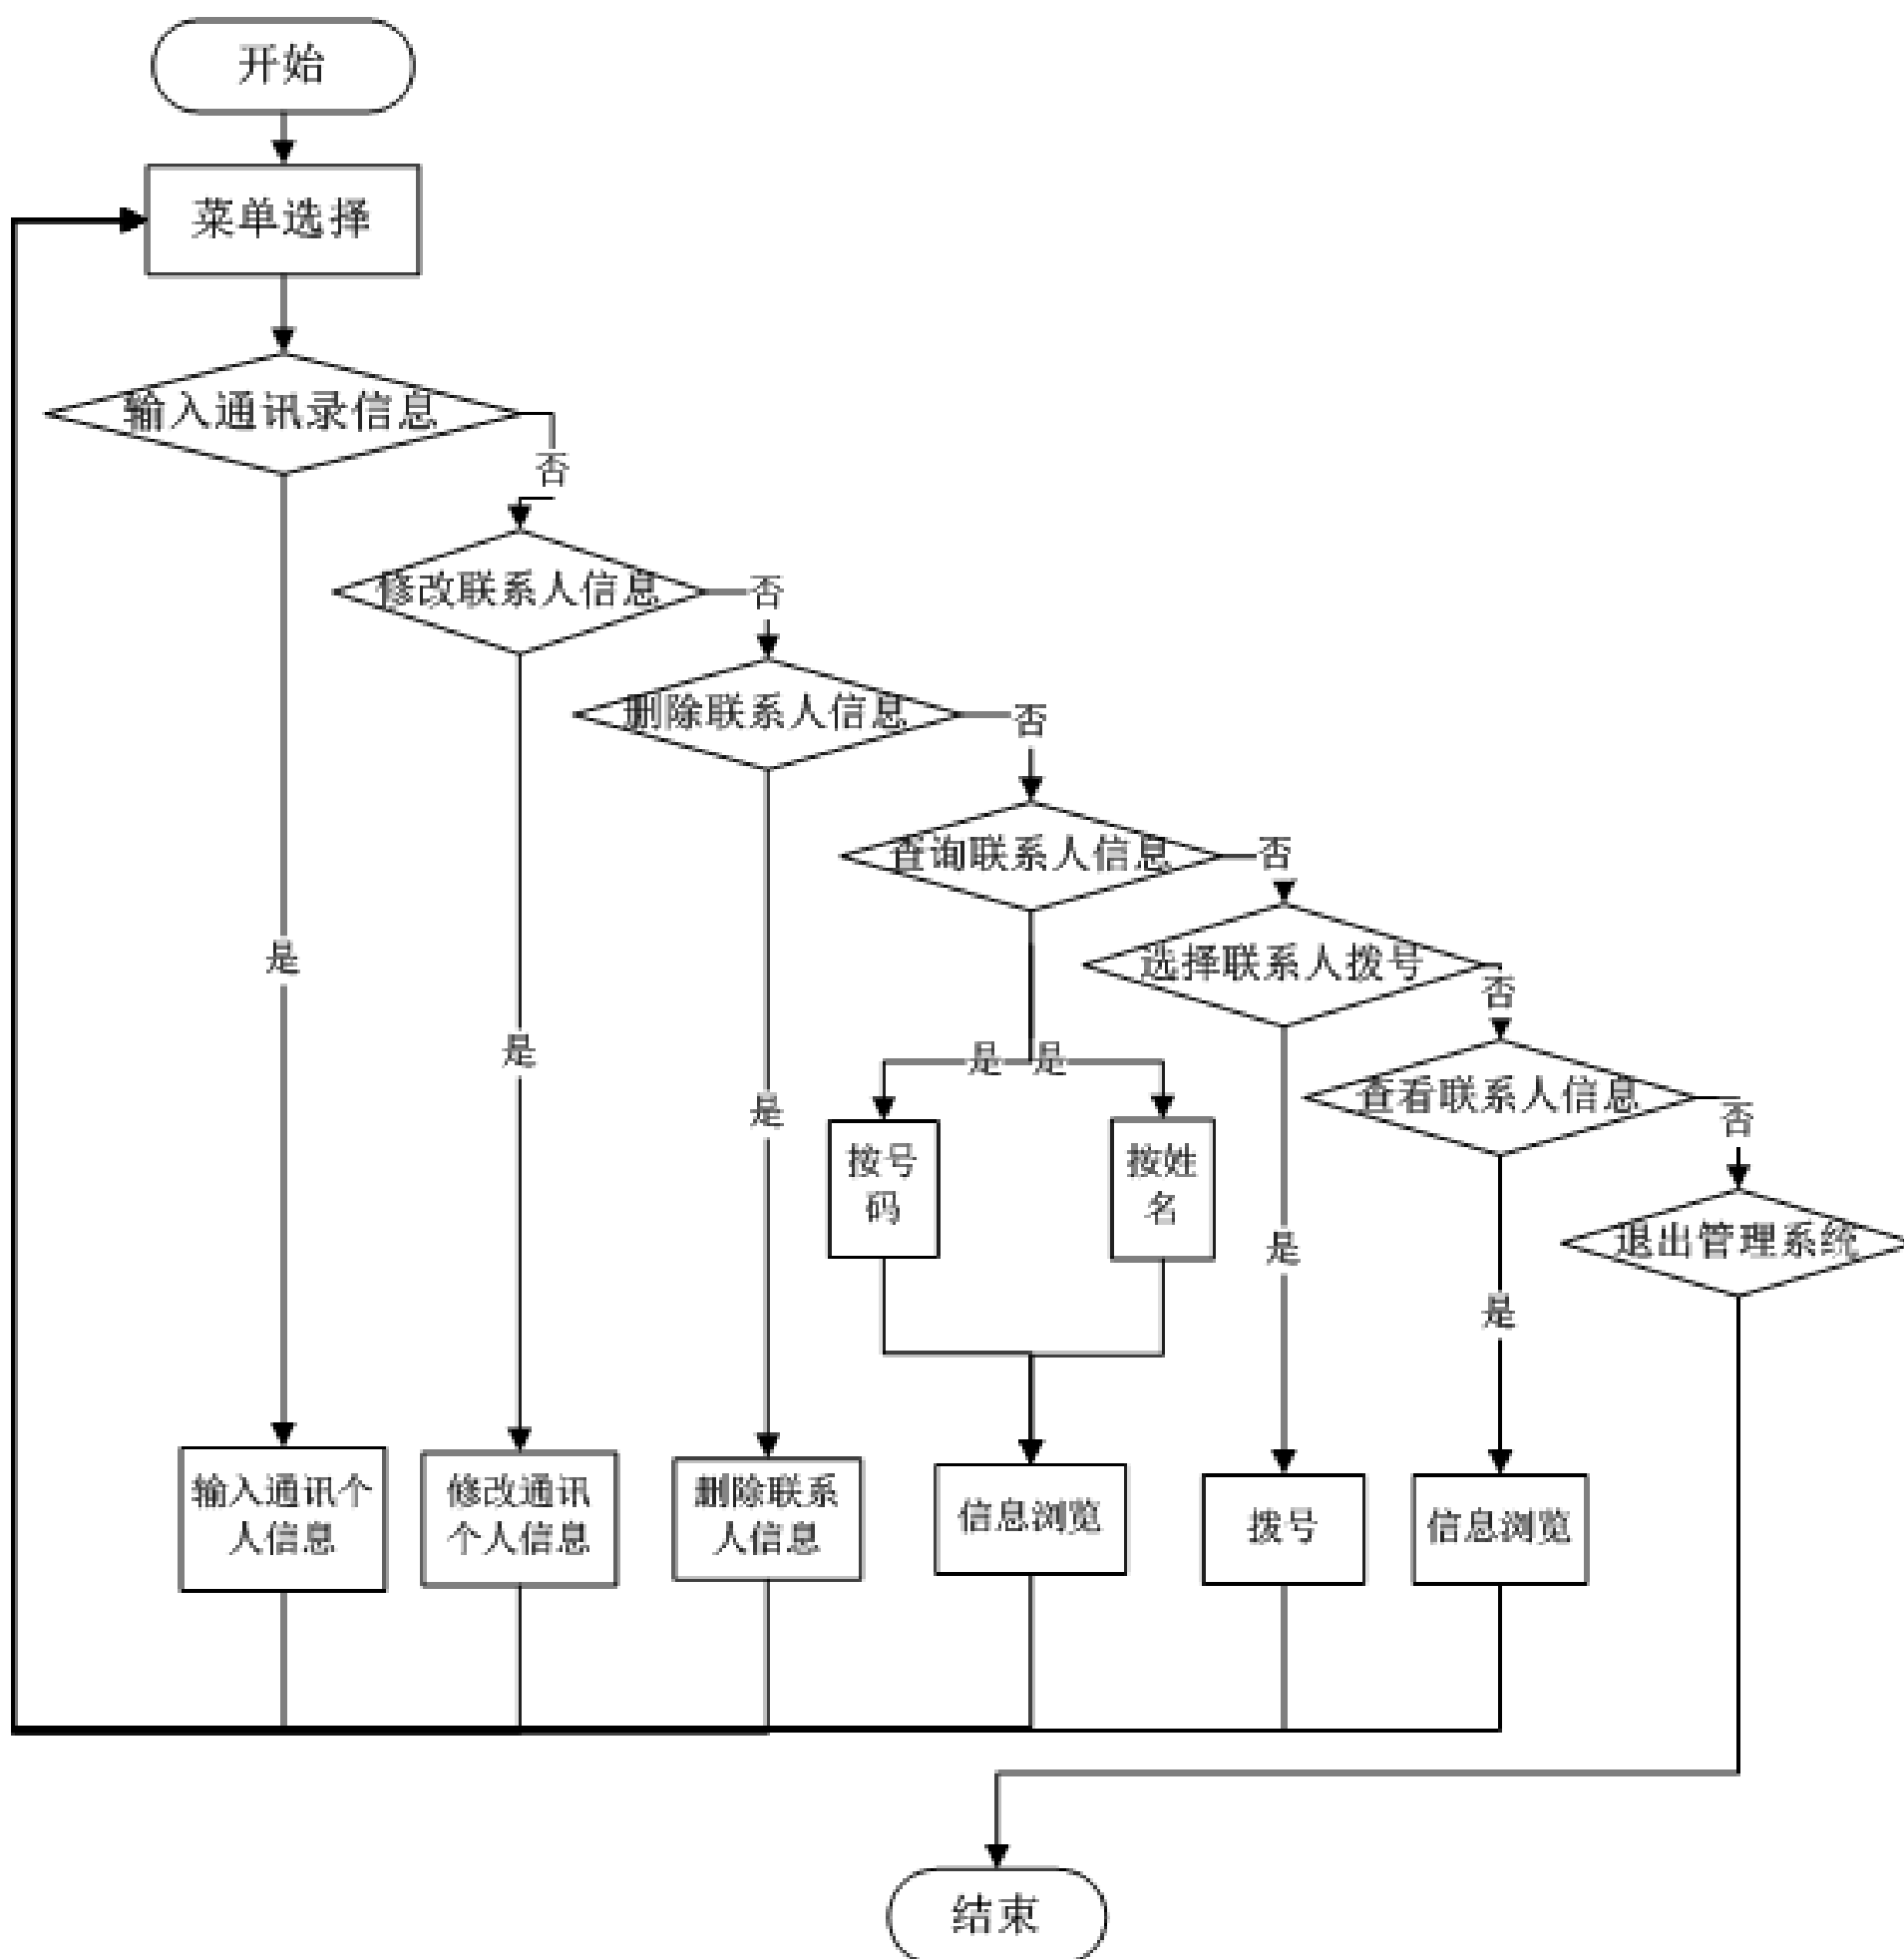 开始
菜单选择
输入通讯录信息
否
修改联系人信息
否
删除联系人信息
否
查询联系人信息
否
选择联系人拨号
否
查看联系人信息
否
退出管理系统
是
是
是
是
是
是
是
按号
码
按姓
名
输入通讯个
人信息
修改通讯
个人信息
删除联系
人信息
信息浏览
拨号
信息浏览
结束